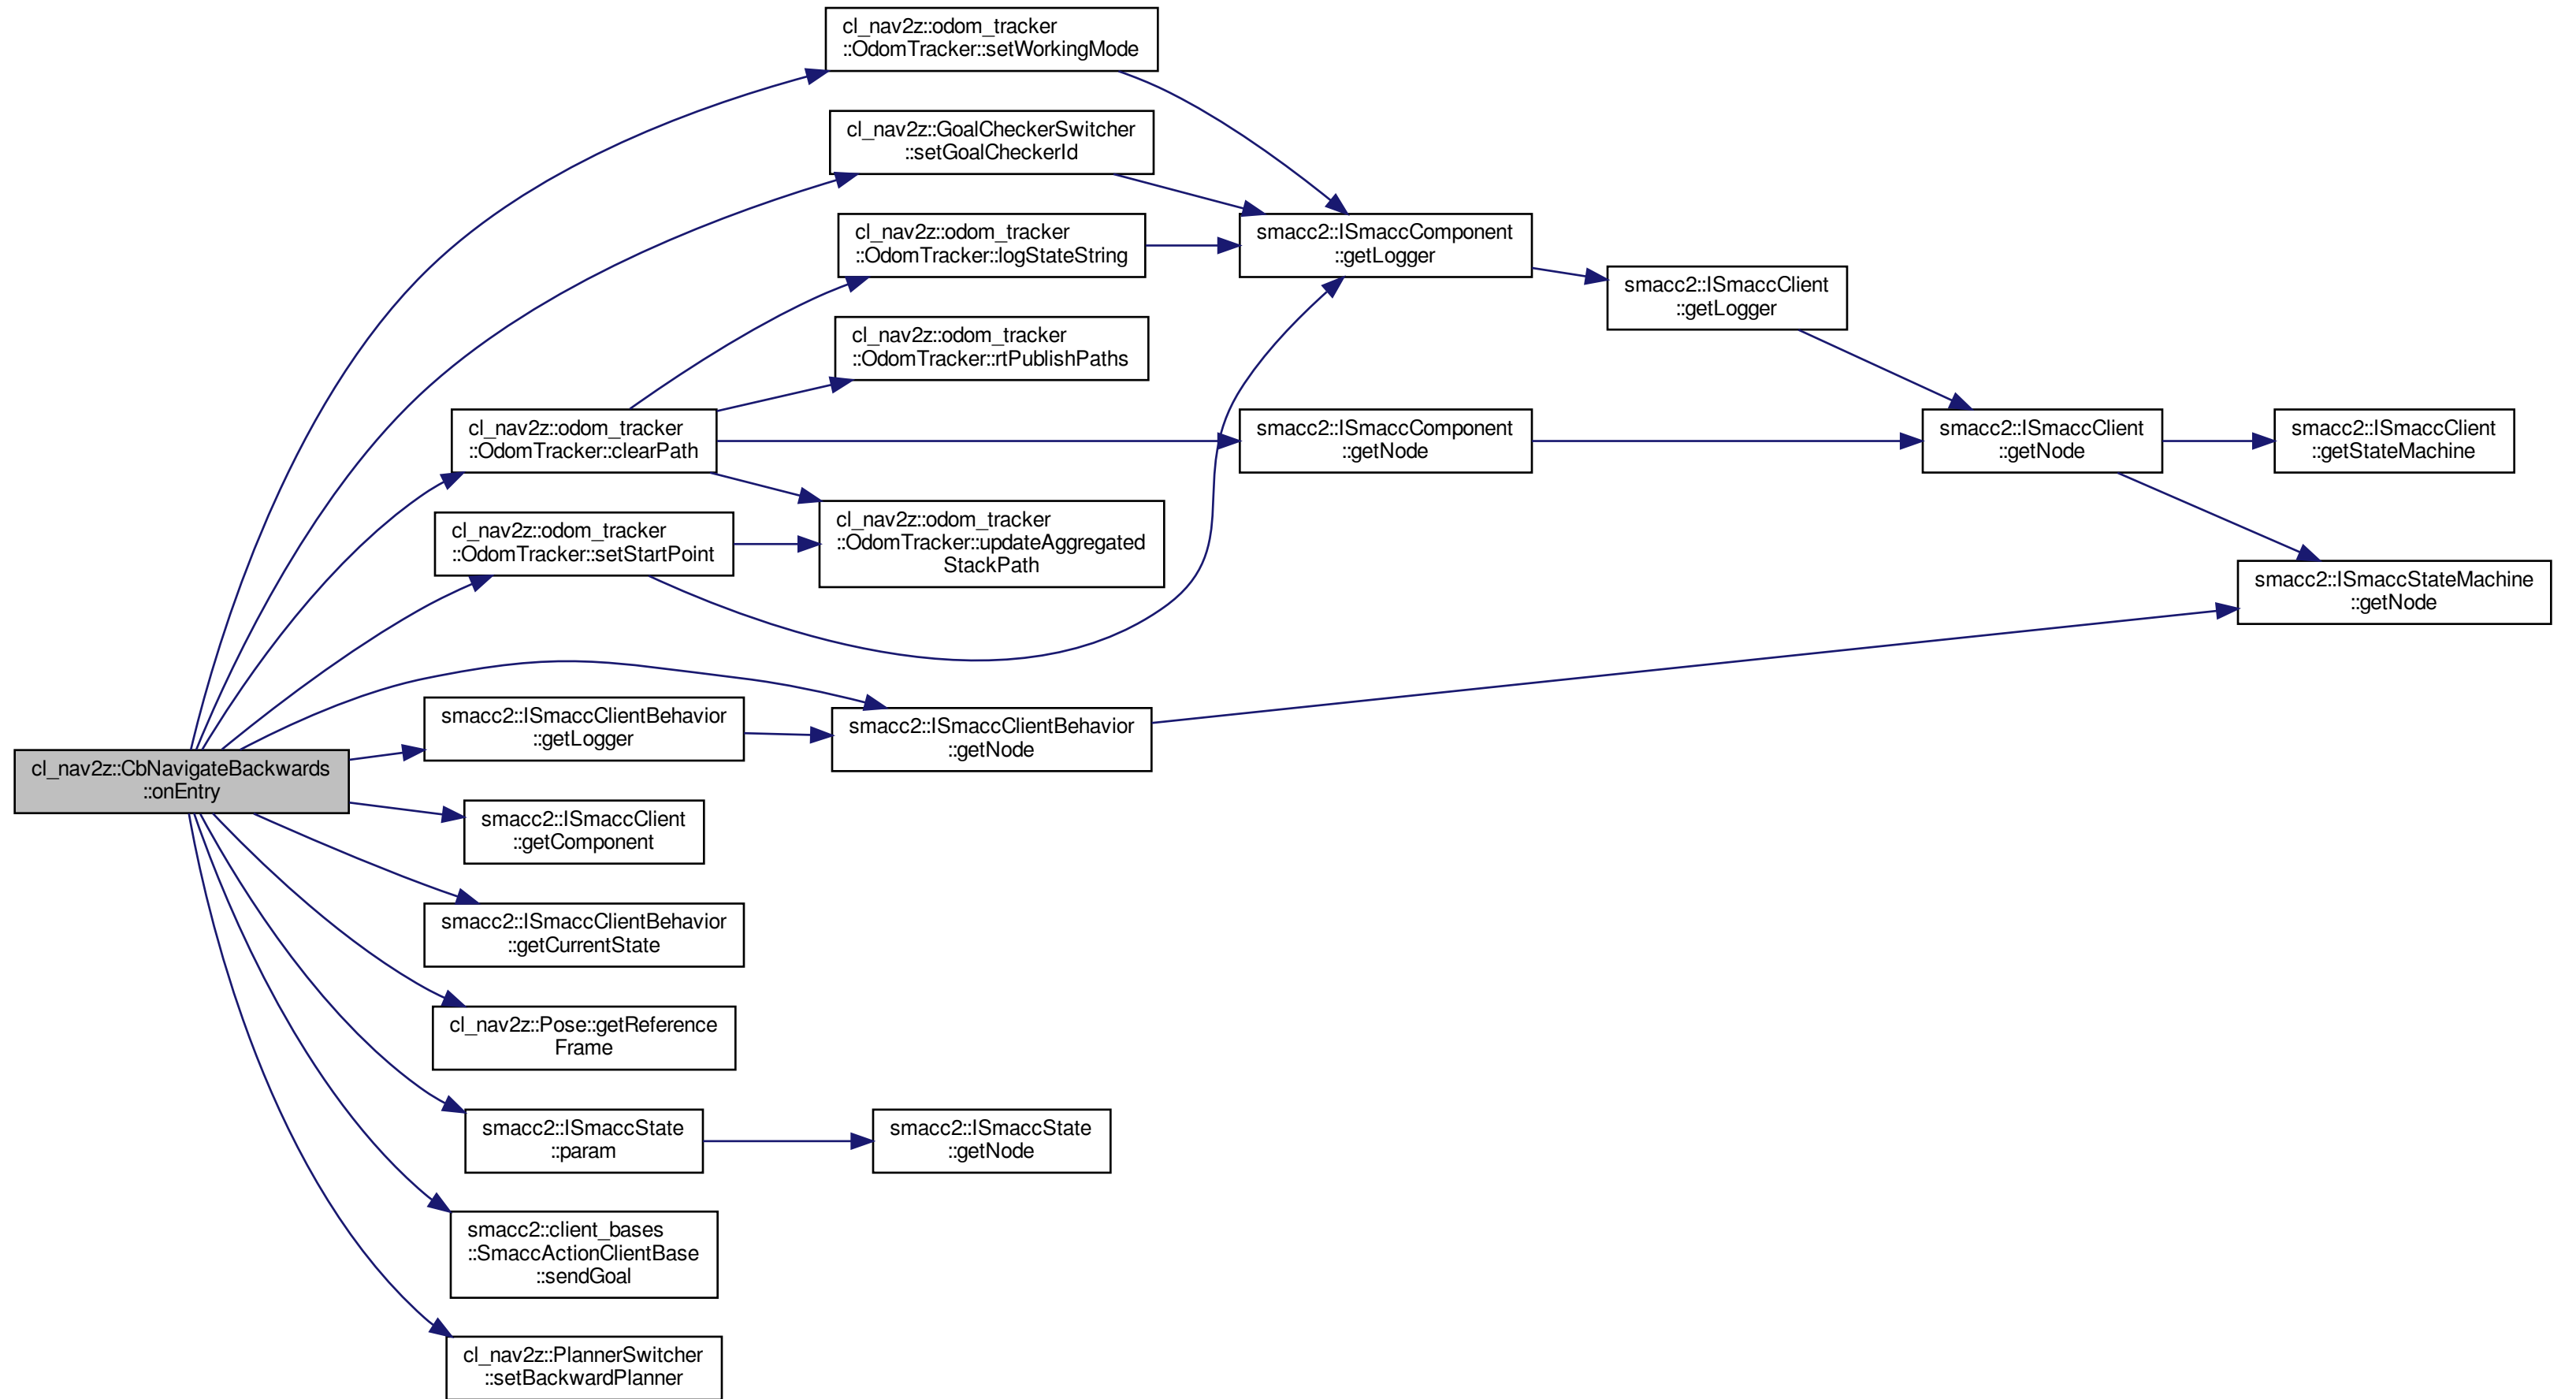 cl_nav2z::odom_tracker
::OdomTracker::setWorkingMode
cl_nav2z::GoalCheckerSwitcher
::setGoalCheckerId
cl_nav2z::odom_tracker
::OdomTracker::logStateString
smacc2::ISmaccComponent
::getLogger
smacc2::ISmaccClient
::getLogger
cl_nav2z::odom_tracker
::OdomTracker::rtPublishPaths
cl_nav2z::odom_tracker
::OdomTracker::clearPath
smacc2::ISmaccComponent
::getNode
smacc2::ISmaccClient
::getNode
smacc2::ISmaccClient
::getStateMachine
cl_nav2z::odom_tracker
::OdomTracker::setStartPoint
cl_nav2z::odom_tracker
::OdomTracker::updateAggregated
StackPath
smacc2::ISmaccStateMachine
::getNode
smacc2::ISmaccClientBehavior
::getLogger
smacc2::ISmaccClientBehavior
::getNode
cl_nav2z::CbNavigateBackwards
::onEntry
smacc2::ISmaccClient
::getComponent
smacc2::ISmaccClientBehavior
::getCurrentState
cl_nav2z::Pose::getReference
Frame
smacc2::ISmaccState
::param
smacc2::ISmaccState
::getNode
smacc2::client_bases
::SmaccActionClientBase
::sendGoal
cl_nav2z::PlannerSwitcher
::setBackwardPlanner